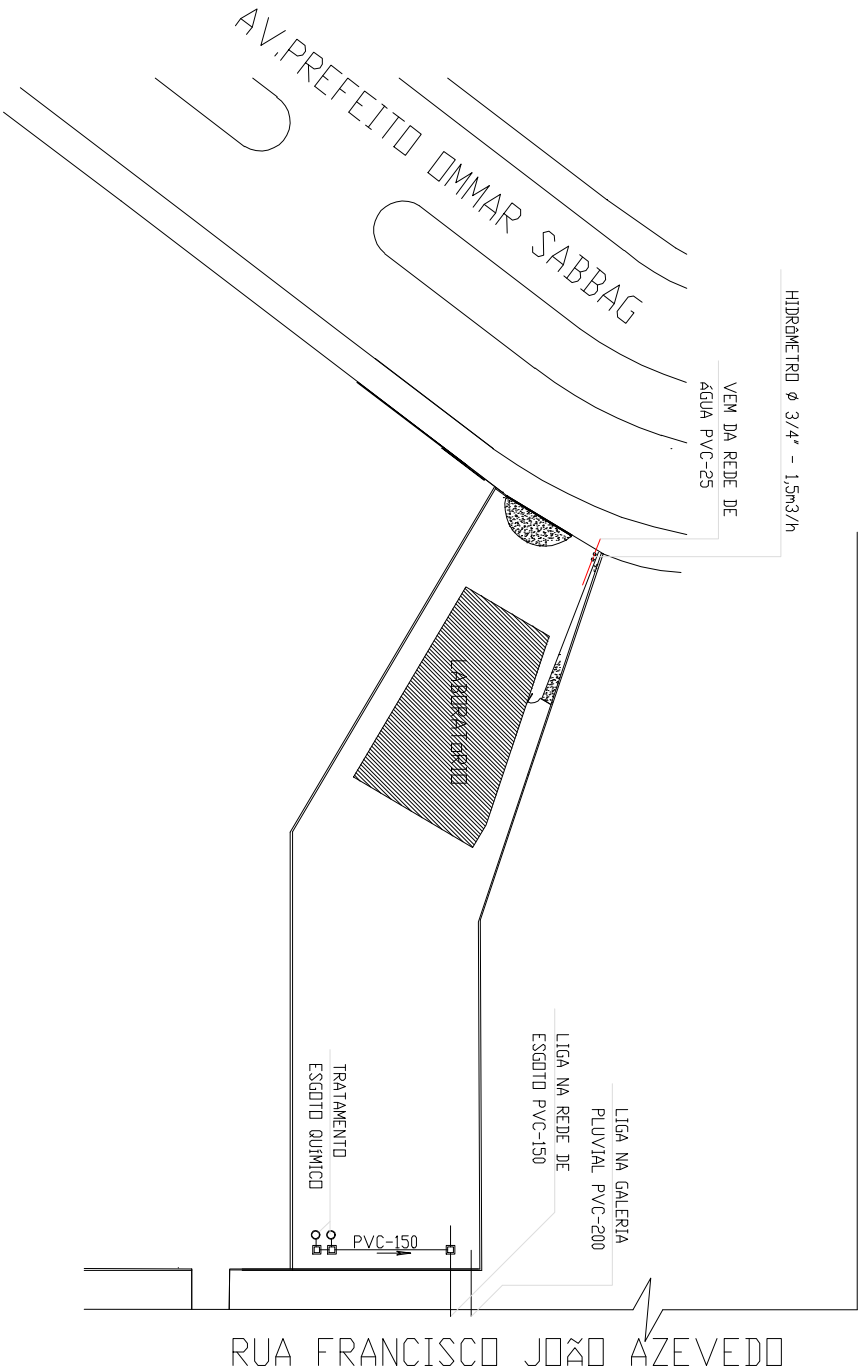 AV.PREFEITO OMMAR SABBAG
HIDRÔMETRO ø 3/4" - 1,5m3/h
VEM DA REDE DE
ÁGUA PVC-25
LABORATÓRIO
LIGA NA REDE DE
ESGOTO PVC-150
LIGA NA GALERIA
PLUVIAL PVC-200
TRATAMENTO
ESGOTO QUÍMICO
PVC-150
RUA FRANCISCO JOÃO AZEVEDO